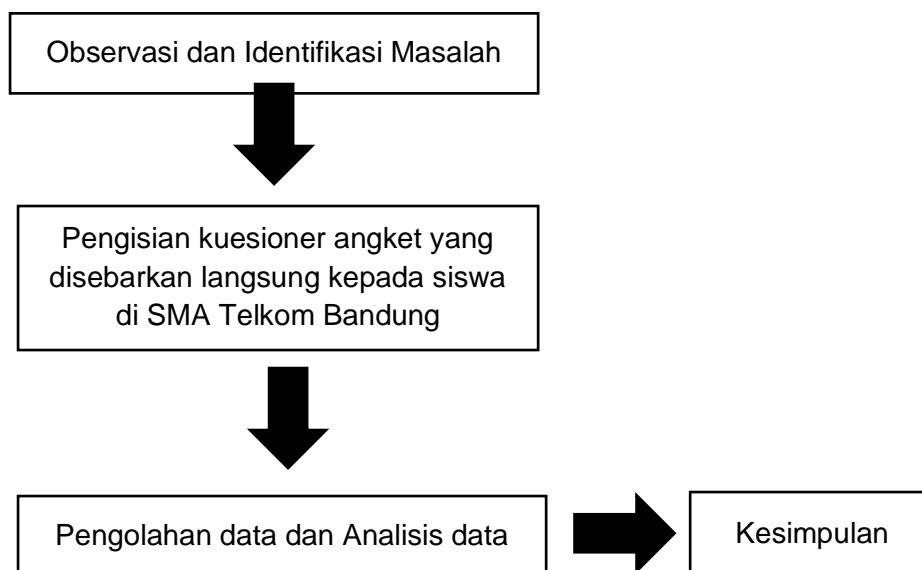 Observasi dan Identifikasi Masalah
Pengisian kuesioner angket yang
disebarkan langsung kepada siswa
di SMA Telkom Bandung
Pengolahan data dan Analisis data
Kesimpulan